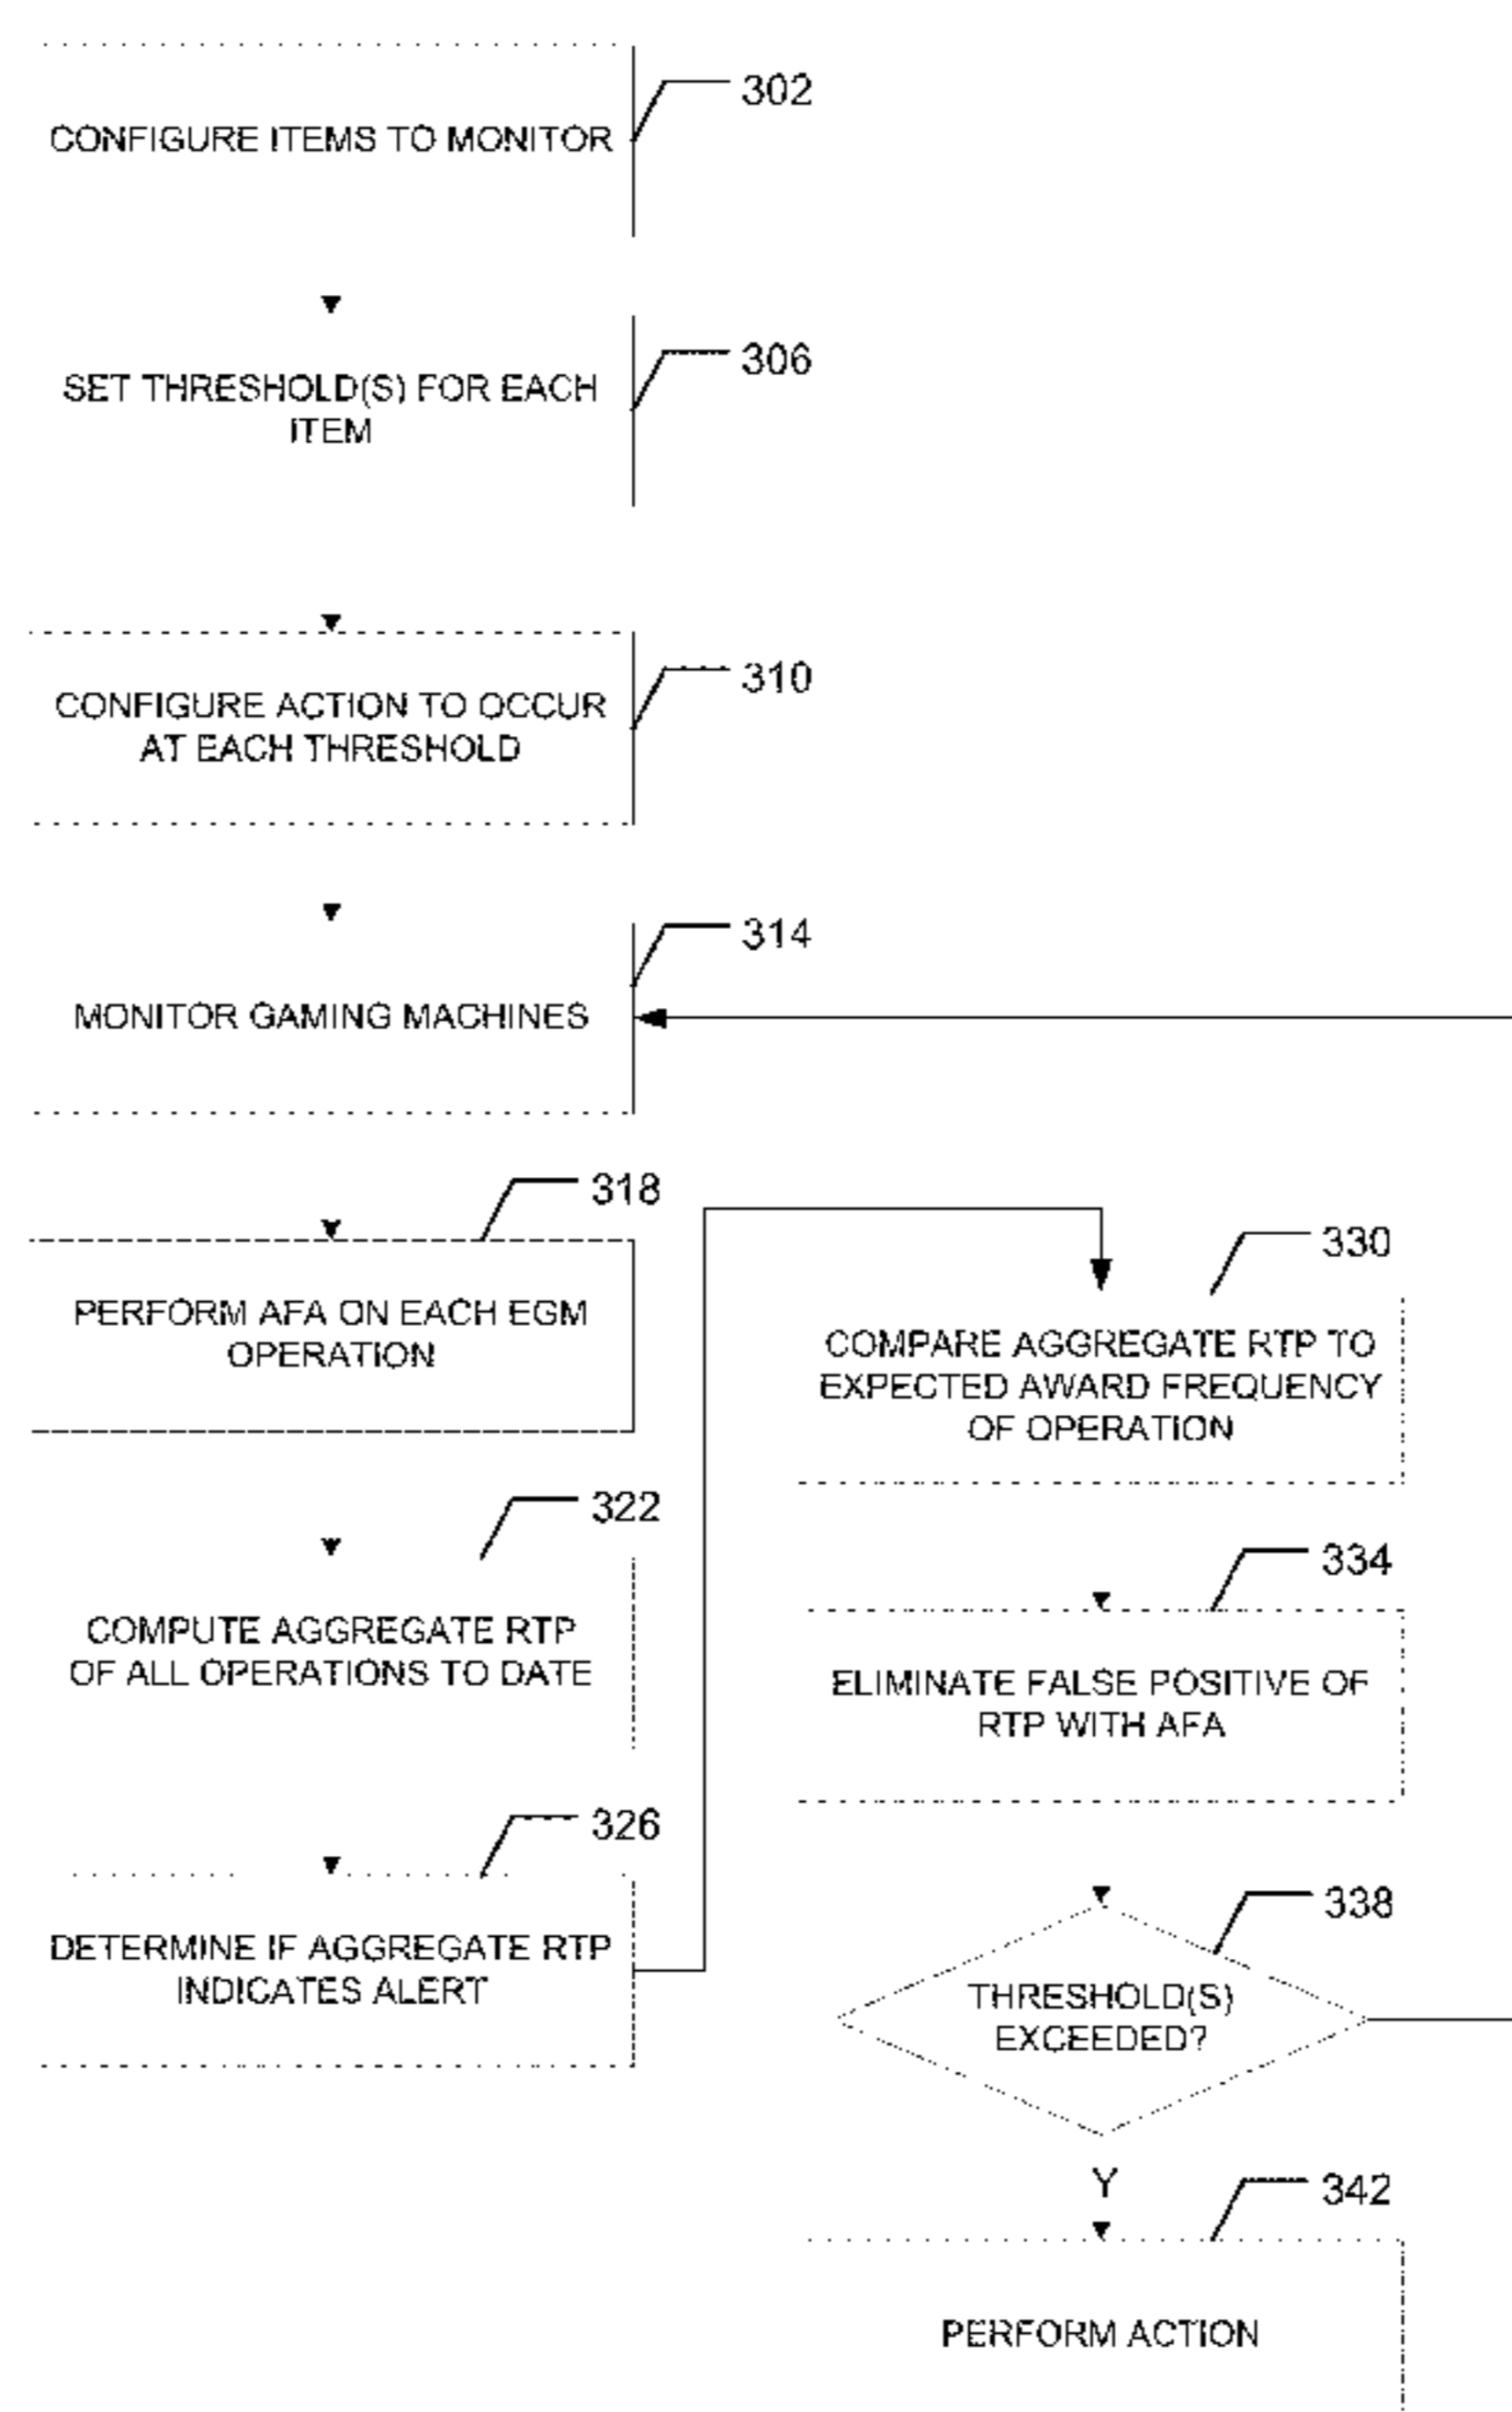 302
CONFIGURE ITEMS TO MONITOR
306
SET THRESHOLD(S) FOR EACH
ITEM
310
CONFIGURE ACTION TO OCCUR
AT EACH THRESHOLD
314
MONITOR GAMING MACHINES
318
PERFORM AFA ON EACH EGM
OPERATION
322
COMPUTE AGGREGATE RTP
OF ALL OPERATIONS TO DATE
326
DETERMINE IF AGGREGATE RTP
INDICATES ALERT
330
COMPARE AGGREGATE RTP TO
EXPECTED AWARD FREQUENCY
OF OPERATION
334
ELIMINATE FALSE POSITIVE OF
RTP WITH AFA
338
THRESHOLD(S)
EXCEEDED?
Y
342
PERFORM ACTION